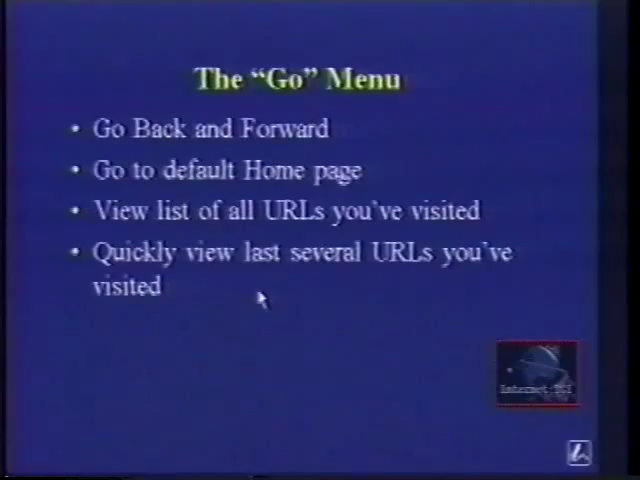 The “Go” Menu
• Go Back and Forward
• Go to default Home page
• View list of all URLs you've visited
• Quickly view last several URLs you've
visited
Internet